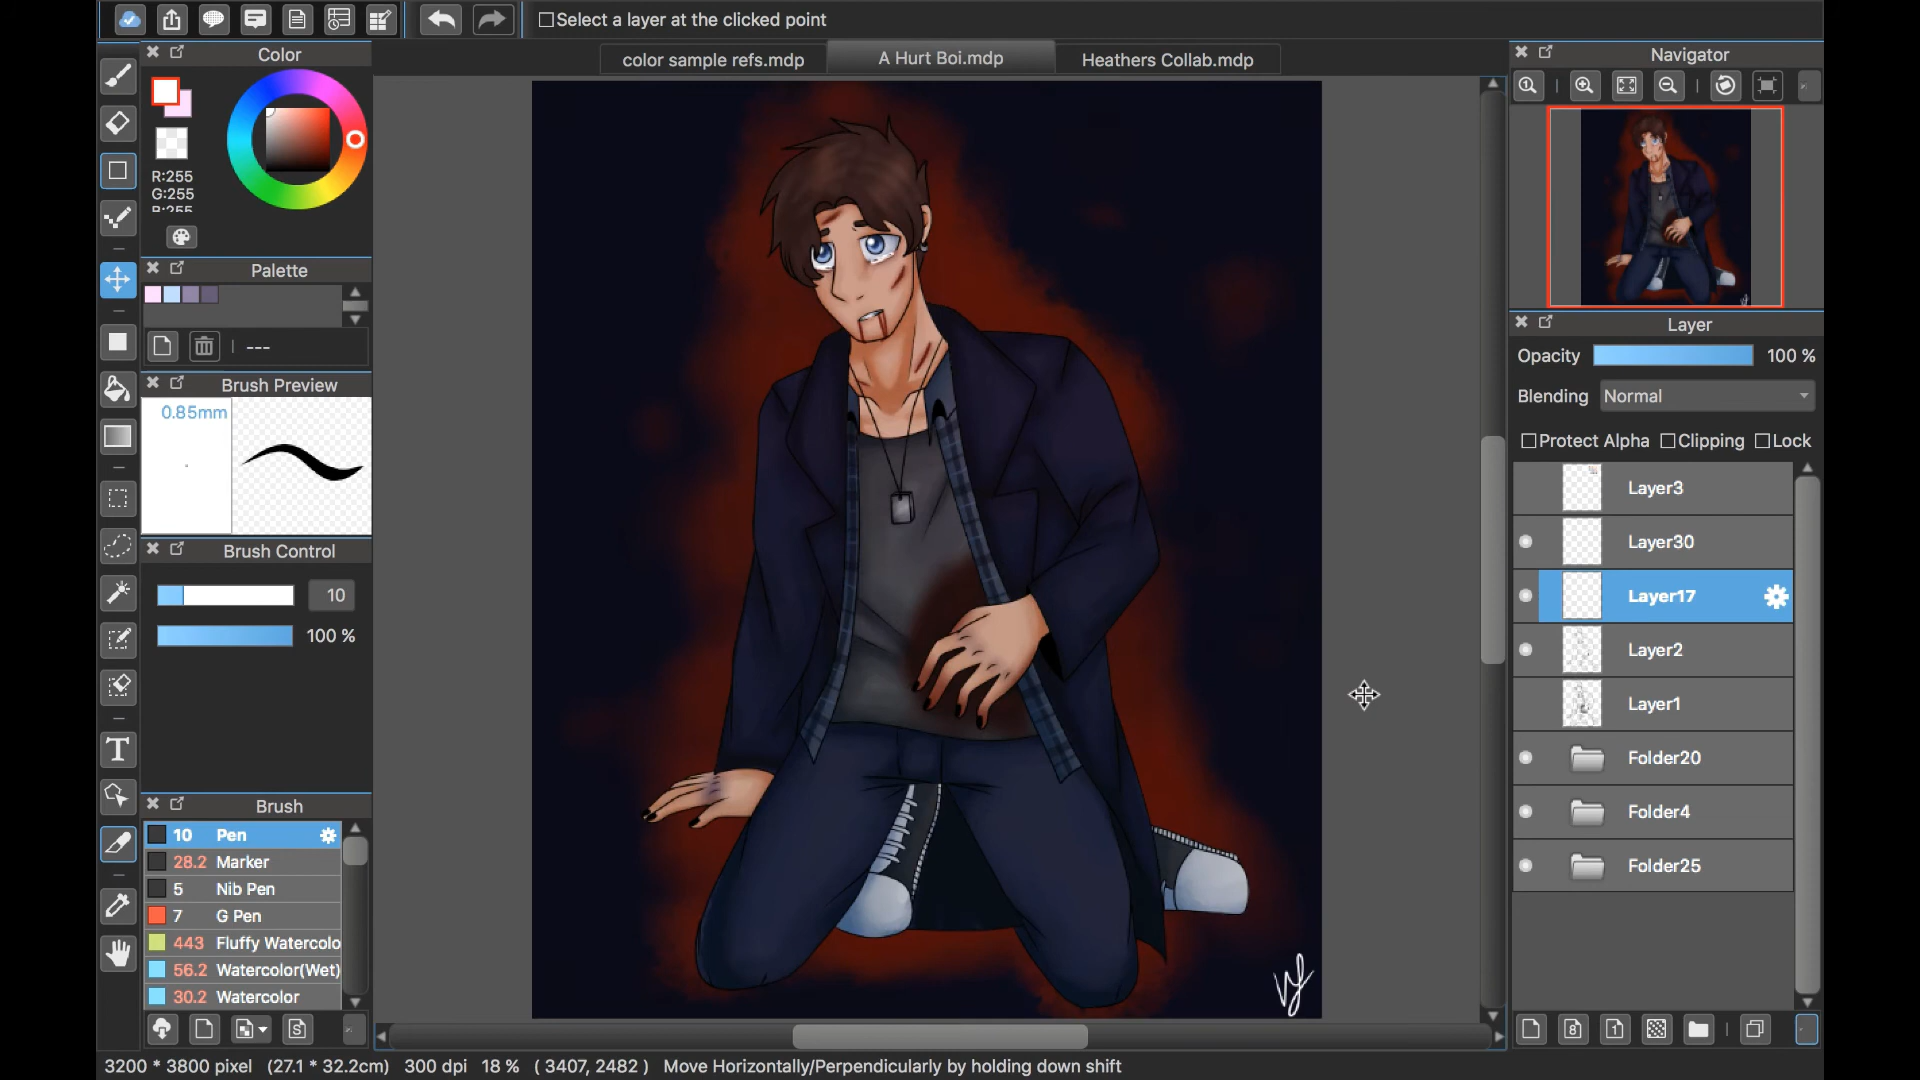 Select a layer at the clicked point
Color
color sample refs.mdp
A Hurt Boi.mdp
Heathers Collab.mdp
Navigator
R:255
G:255
B:255
Palette
---
Brush Preview
0.85mm
Brush Control
10
100 %
Brush
10 Pen
28.2 Marker
5 Nib Pen
7 G Pen
443 Fluffy Watercolo
56.2 Watercolor(Wet)
30.2 Watercolor
Layer
Opacity 100 %
Blending Normal
Protect Alpha Clipping Lock
Layer3
Layer30
Layer17
Layer2
Layer1
Folder20
Folder4
Folder25
3200 * 3800 pixel (27.1 * 32.2cm) 300 dpi 18 % ( 3407, 2482 ) Move Horizontally/Perpendicularly by holding down shift